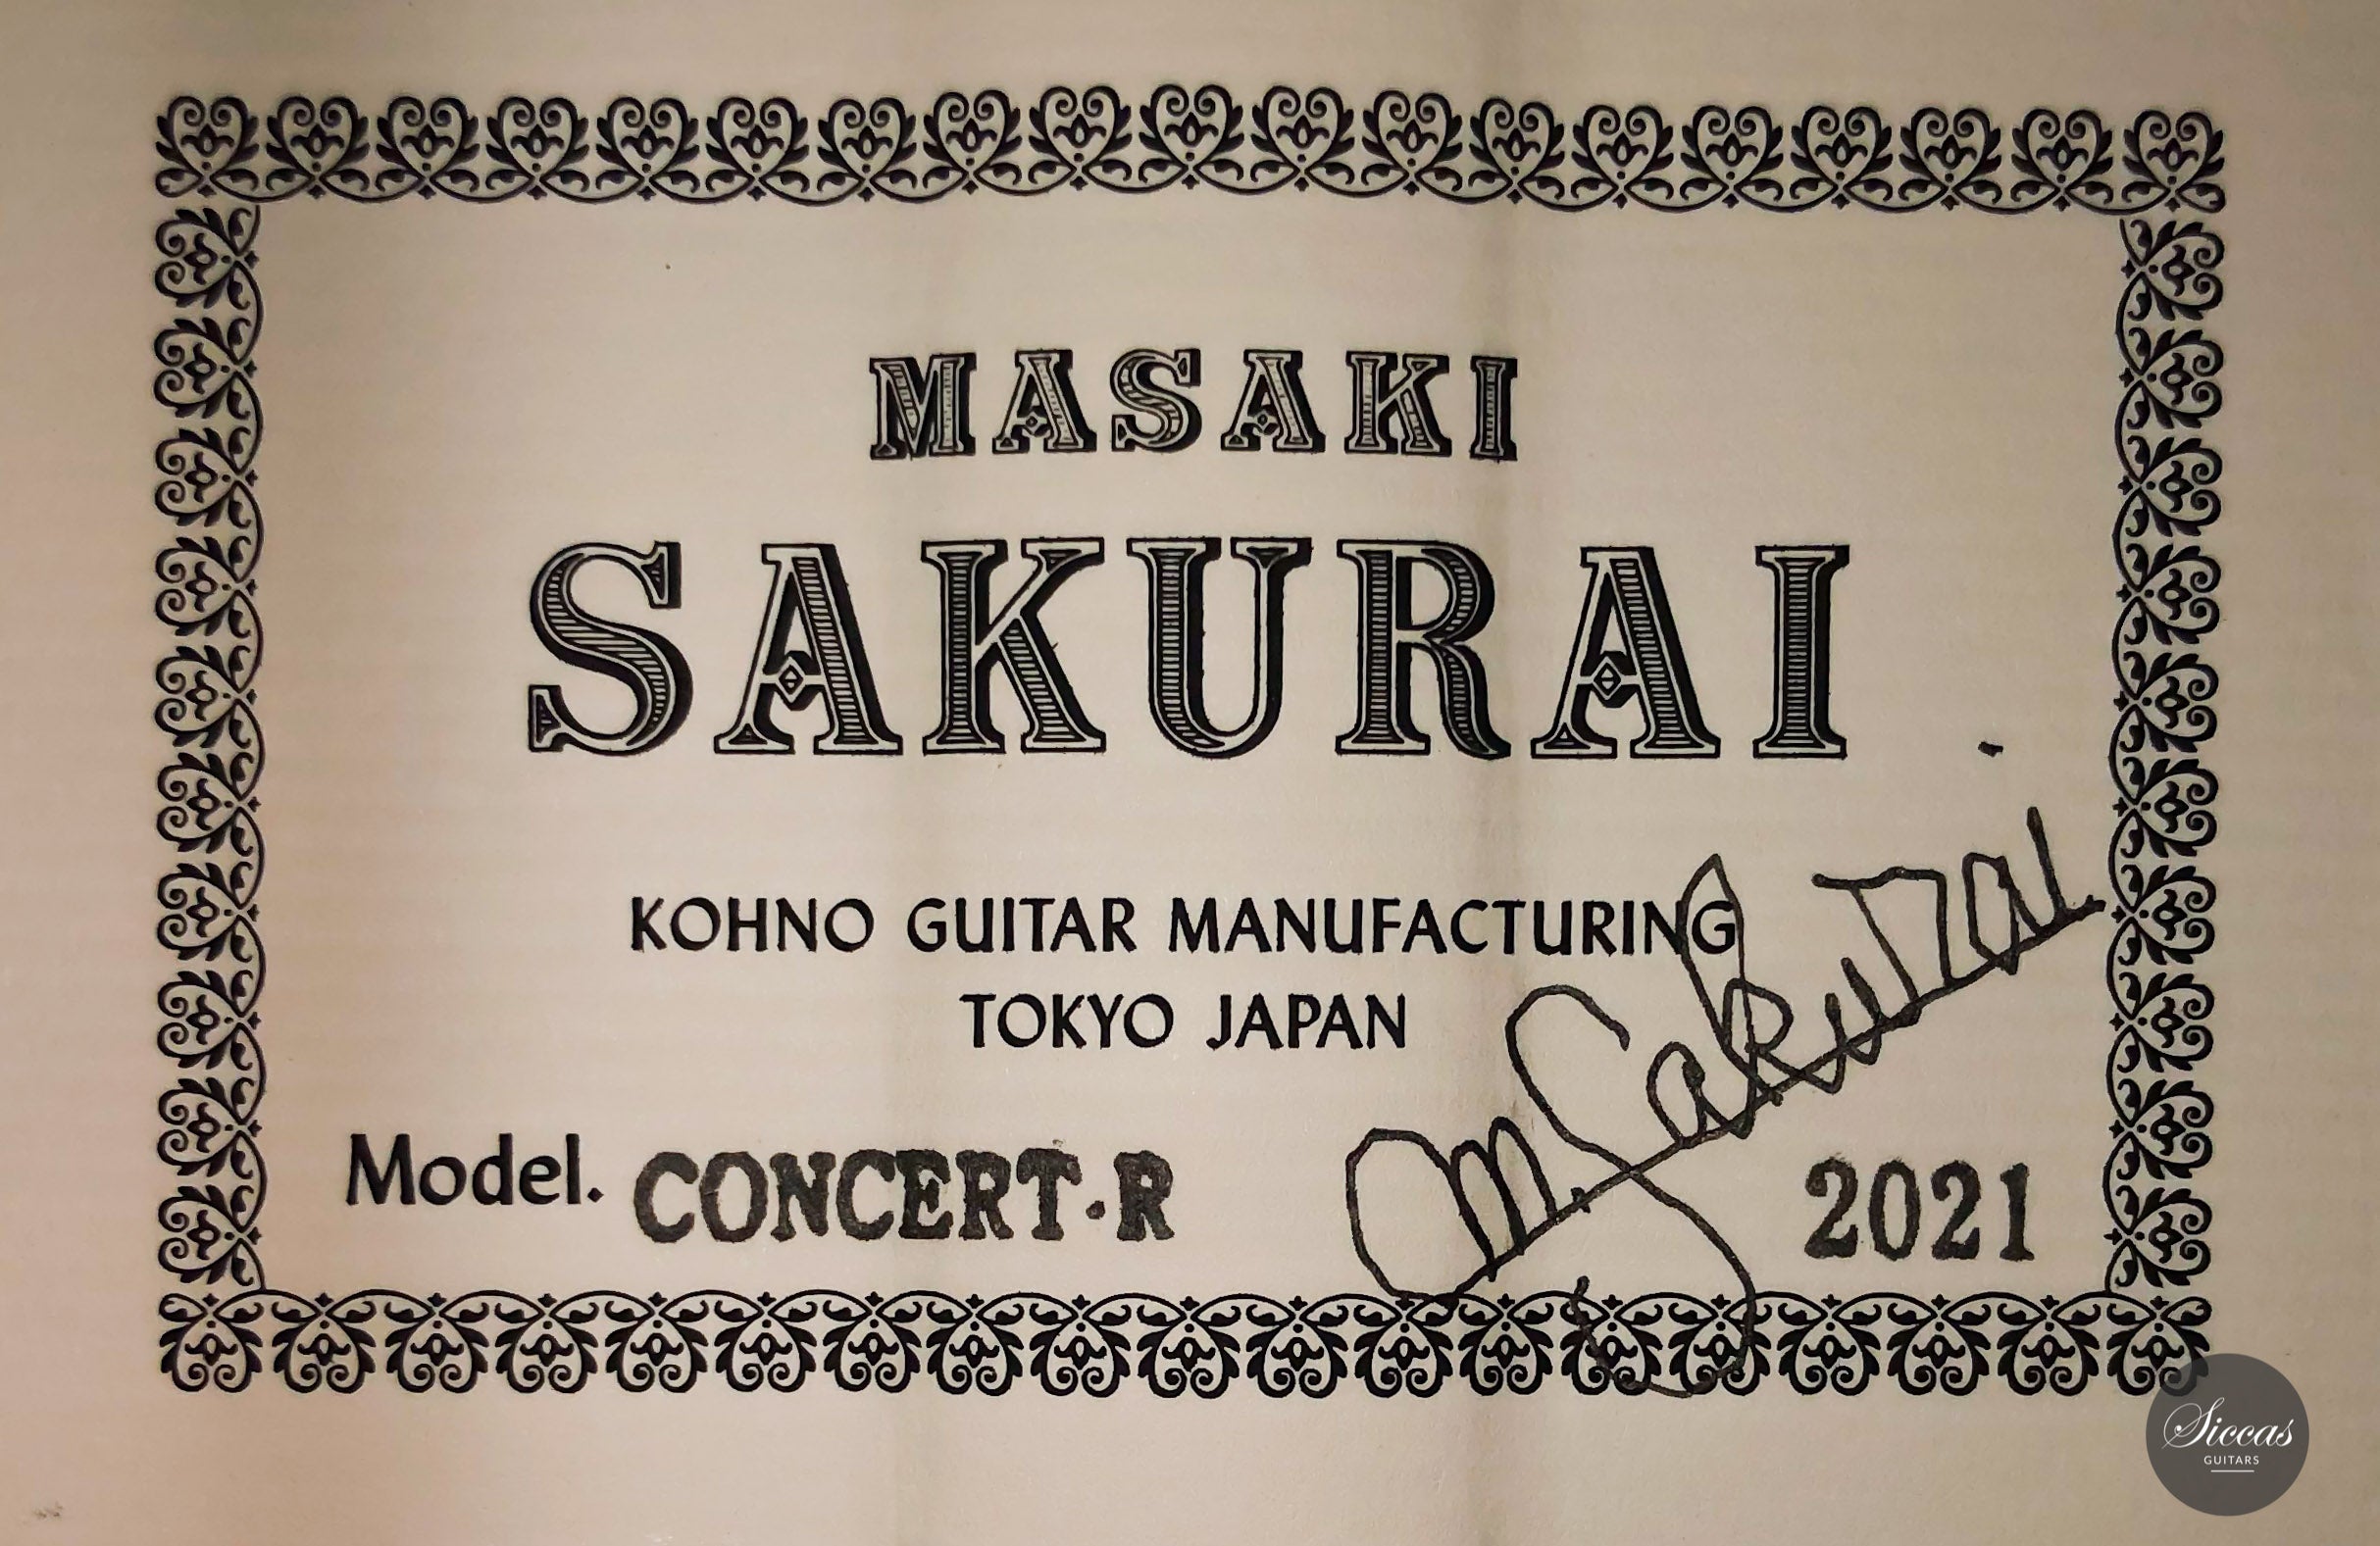 MASAKI
SAKURAI
KOHNO GUITAR MANUFACTURING
TOKYO JAPAN
M. Sakurai
Model. CONCERT·R 2021
Siccas
GUITARS